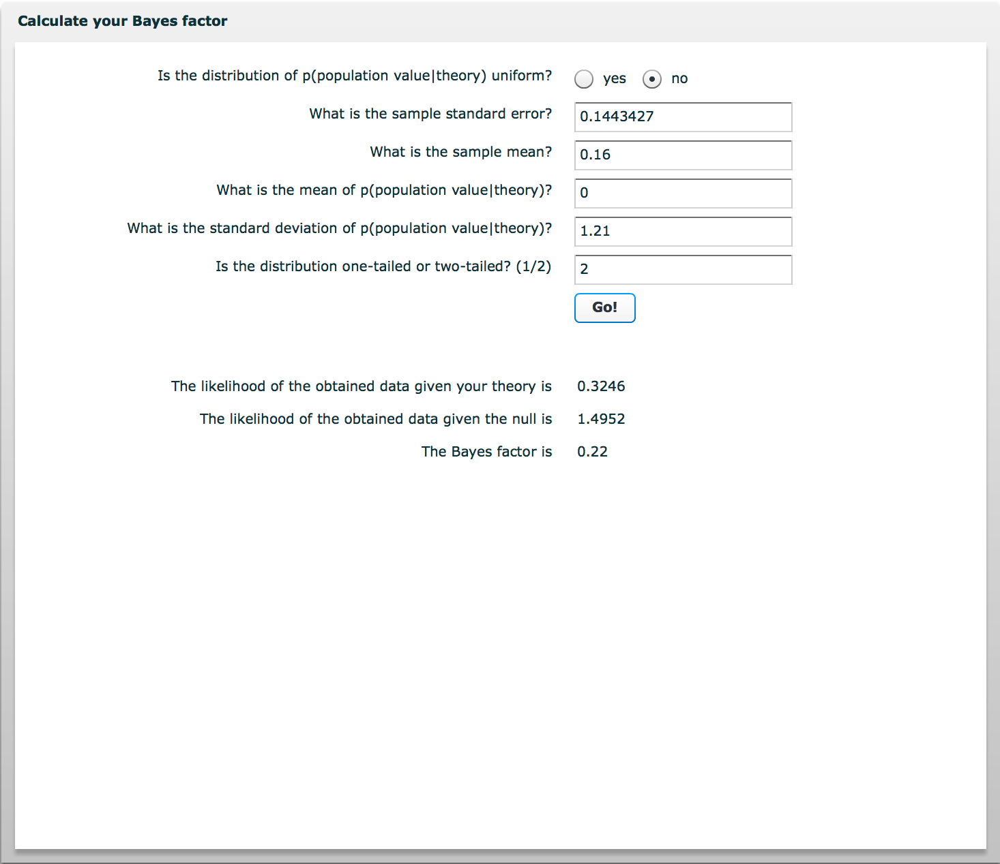 Calculate your Bayes factor
Is the distribution of p(population value|theory) uniform? yes no
What is the sample standard error? 0.1443427
What is the sample mean? 0.16
What is the mean of p(population value|theory)? 0
What is the standard deviation of p(population value|theory)? 1.21
Is the distribution one-tailed or two-tailed? (1/2) 2
Go!
The likelihood of the obtained data given your theory is 0.3246
The likelihood of the obtained data given the null is 1.4952
The Bayes factor is 0.22